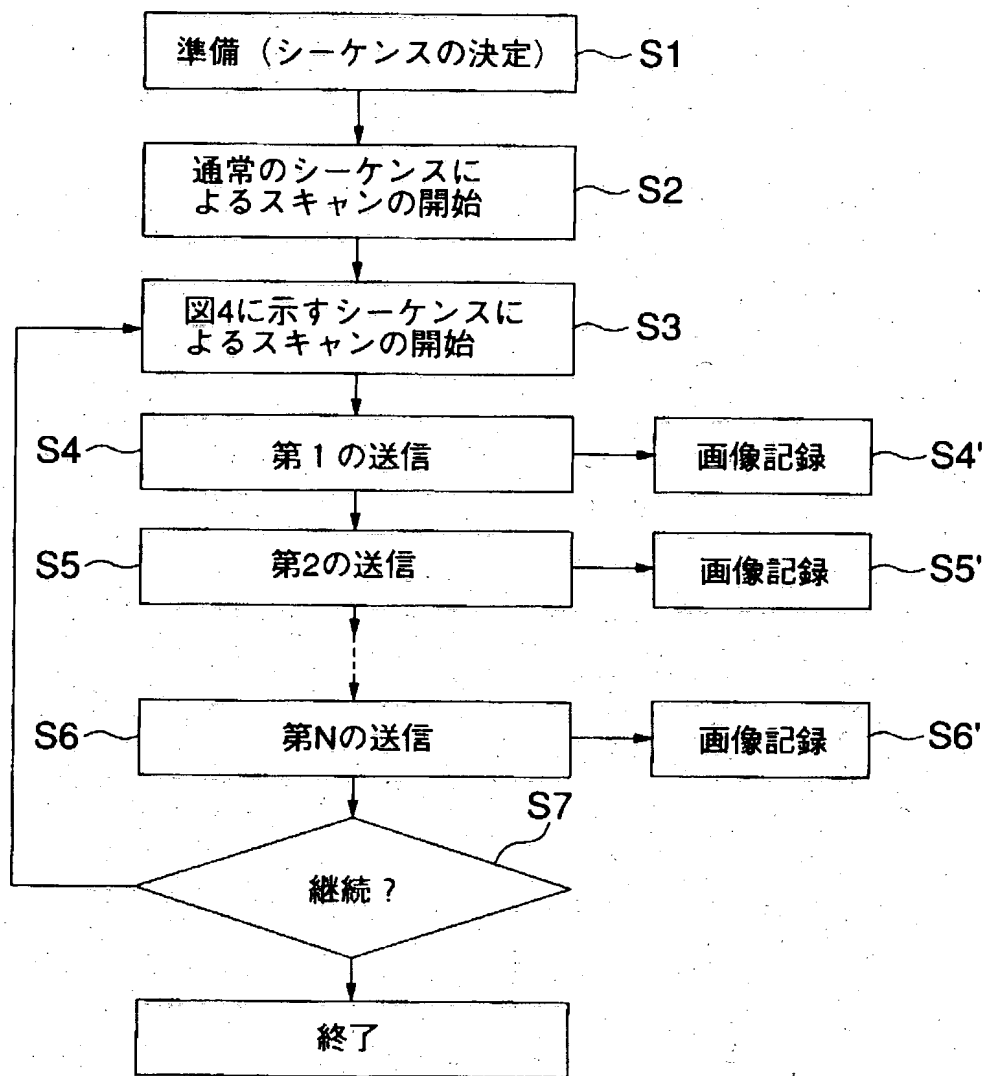 準備（シーケンスの決定）
S1
通常のシーケンスに
よるスキャンの開始
S2
図4に示すシーケンスに
よるスキャンの開始
S3
S4
第1の送信
画像記録
S4'
S5
第2の送信
画像記録
S5'
S6
第Nの送信
画像記録
S6'
S7
継続？
終了